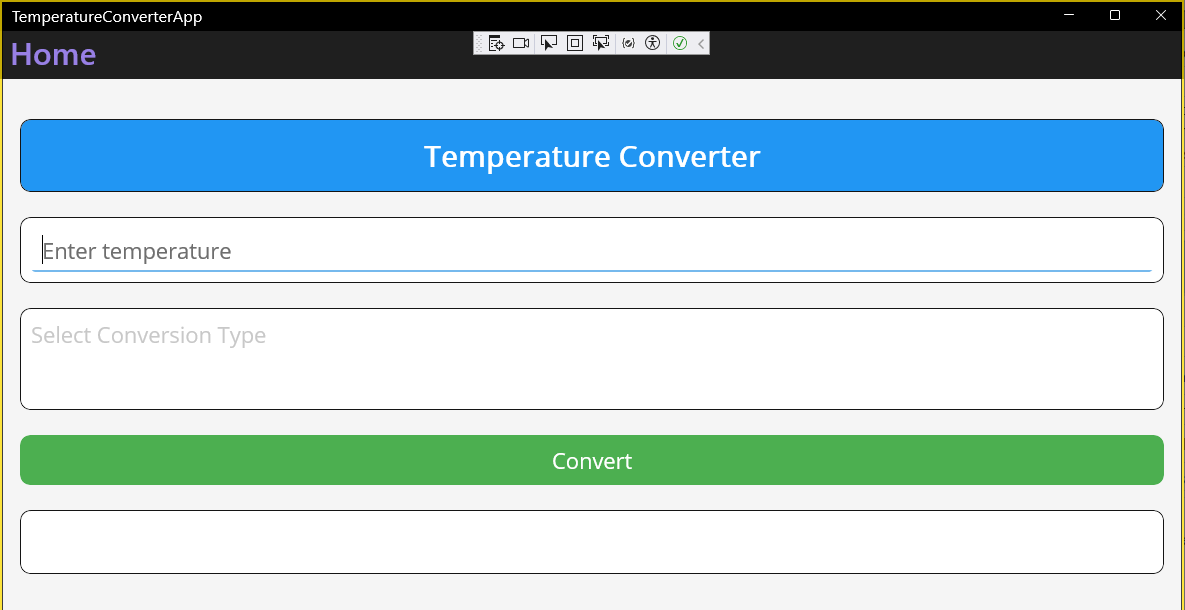 TemperatureConverterApp
Home
Temperature Converter
Enter temperature
Select Conversion Type
Convert